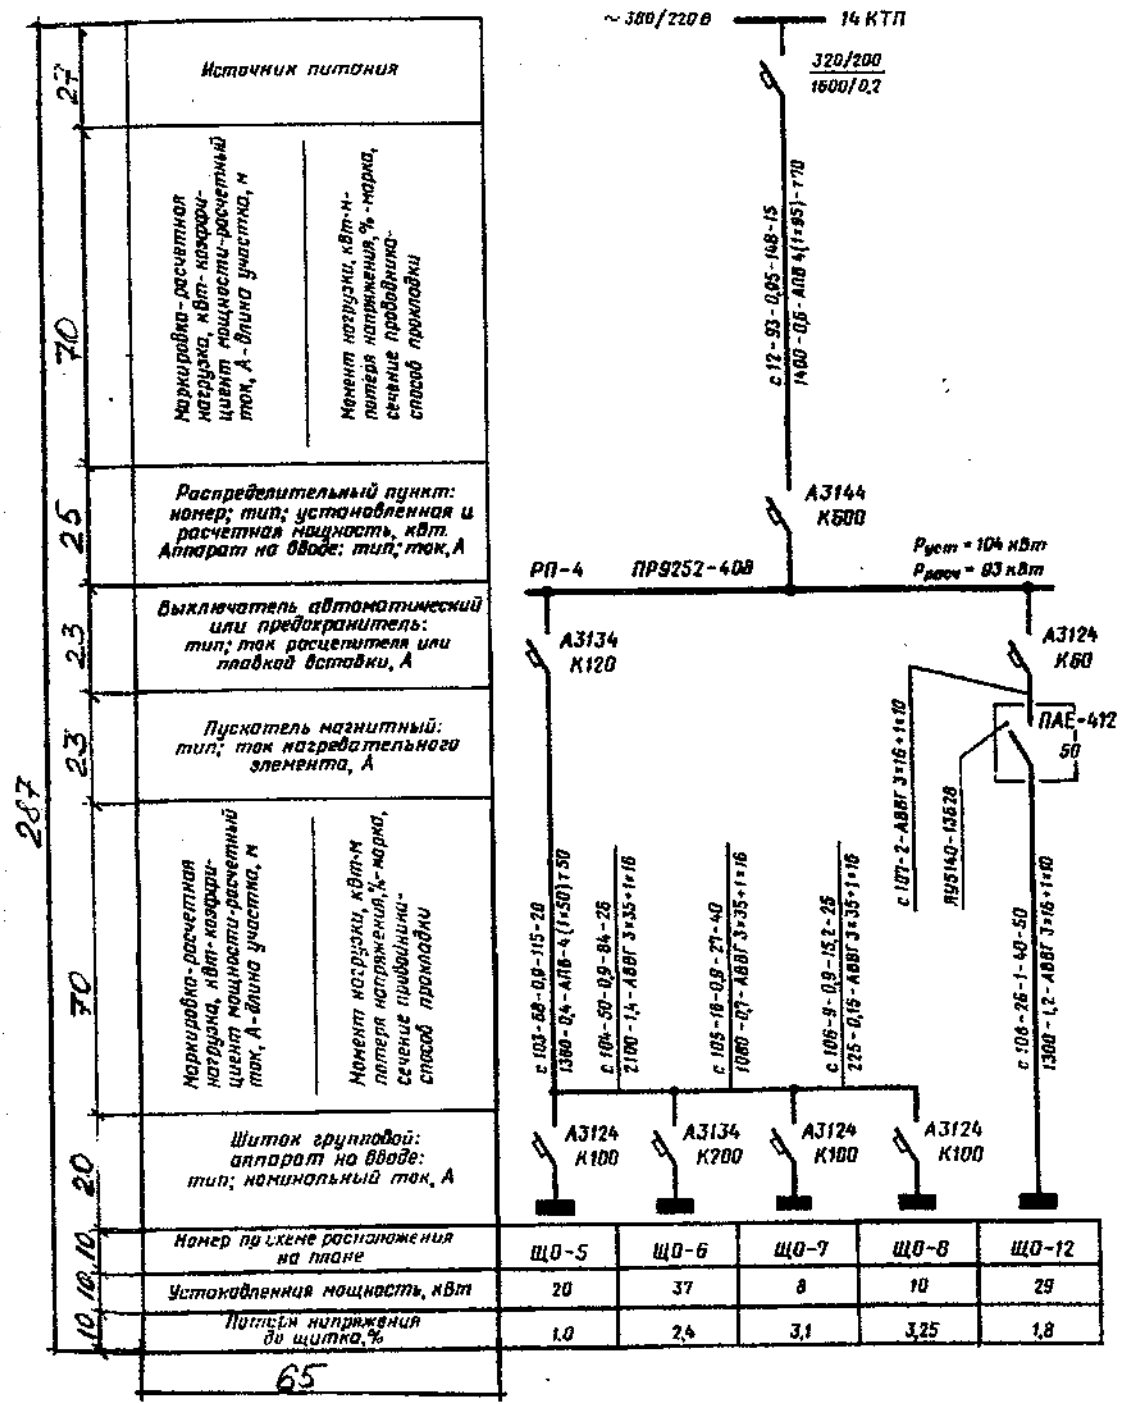 ~380/220 в
14 КТП
320/200
1600/0,2
27
Источник питания
70
Маркировка-расчетная
нагрузка, кВт-коэффи-
циент мощности-расчетный
ток, А-длина участка, м
Момент нагрузки, кВт·м-
потеря напряжения, %-марка,
сечение проводника-
способ прокладки
с 12-93-0,95-148-15
1400-0,6-АПВ 4(1×95)-т70
25
Распределительный пункт:
номер; тип; установленная и
расчетная мощность, кВт.
Аппарат на вводе: тип; ток, А
А3144
К600
РП-4
ПР9252-408
Руст = 104 кВт
Ррасч = 93 кВт
23
Выключатель автоматический
или предохранитель:
тип; ток расцепителя или
плавкой вставки, А
А3134
К120
А3124
К60
23
Пускатель магнитный:
тип; ток нагревательного
элемента, А
ПАЕ-412
50
с 107-2-АВВГ 3×16+1×10
ЯУ5140-13528
287
70
Маркировка-расчетная
нагрузка, кВт-коэффи-
циент мощности-расчетный
ток, А-длина участка, м
Момент нагрузки, кВт·м
потеря напряжения, %-марка,
сечение проводника-
способ прокладки
с 103-68-0,9-115-20
1360-0,4-АПВ-4(1×50)т50
с 104-50-0,9-84-26
2100-1,4-АВВГ 3×35+1×16
с 105-16-0,9-27-40
1080-0,7-АВВГ 3×35+1×16
с 106-9-0,9-15,2-25
225-0,15-АВВГ 3×35+1×16
с 108-26-1-40-50
1300-1,2-АВВГ 3×16+1×10
20
Щиток групповой:
аппарат на вводе:
тип; номинальный ток, А
А3124
К100
А3134
К200
А3124
К100
А3124
К100
10
Номер по схеме расположения
на плане
ЩО-5 ЩО-6 ЩО-7 ЩО-8 ЩО-12
10
Установленная мощность, кВт
20 37 8 10 29
10
Потеря напряжения
до щитка, %
1,0 2,4 3,1 3,25 1,8
65